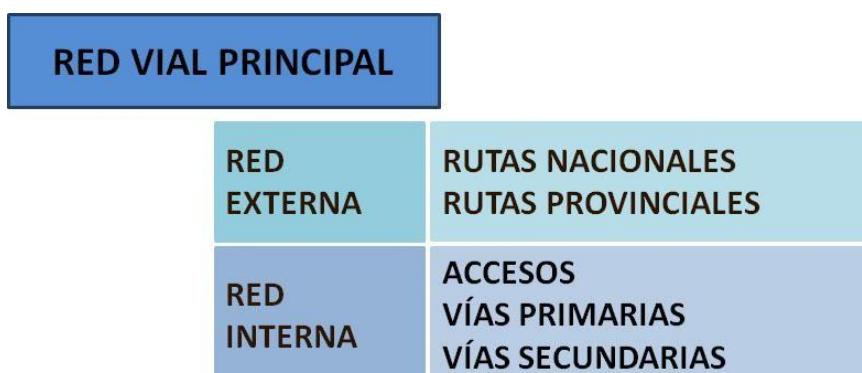 RED VIAL PRINCIPAL
RED
EXTERNA
RUTAS NACIONALES
RUTAS PROVINCIALES
RED
INTERNA
ACCESOS
VÍAS PRIMARIAS
VÍAS SECUNDARIAS